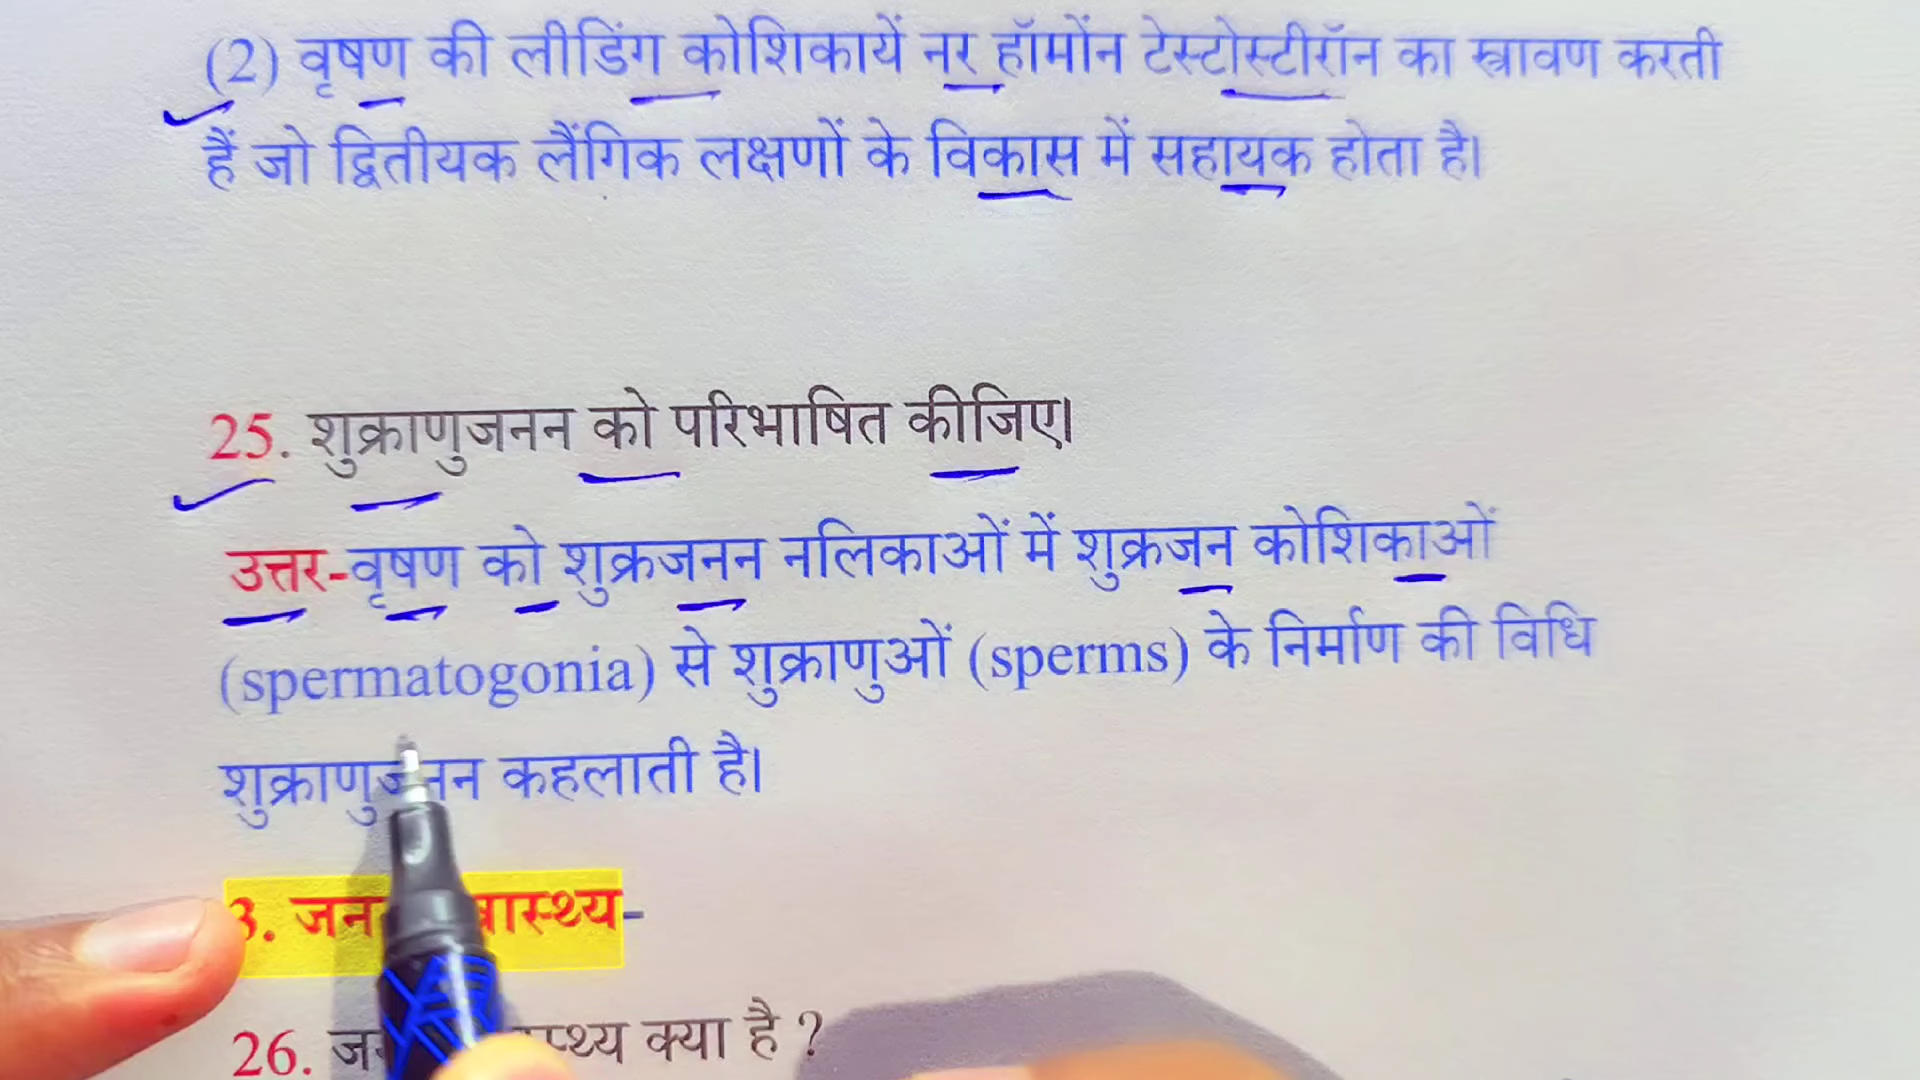 (2) वृषण की लीडिंग कोशिकायें नर हॉर्मोन टेस्टोस्टीरॉन का स्त्रावण करती
हैं जो द्वितीयक लैंगिक लक्षणों के विकास में सहायक होता है।
25. शुक्राणुजनन को परिभाषित कीजिए।
उत्तर-वृषण को शुक्रजनन नलिकाओं में शुक्रजन कोशिकाओं
(spermatogonia) से शुक्राणुओं (sperms) के निर्माण की विधि
शुक्राणुजनन कहलाती है।
3.
26. क्या है ?